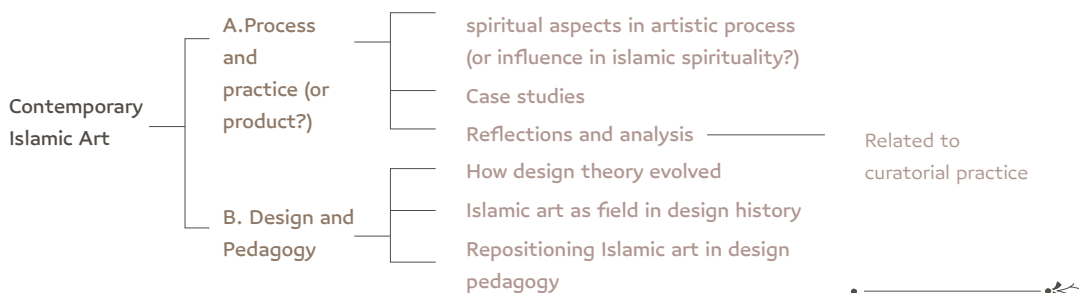 Contemporary
Islamic Art
A.Process
and
practice (or
product?)
spiritual aspects in artistic process
(or influence in islamic spirituality?)
Case studies
Reflections and analysis
Related to
curatorial practice
B. Design and
Pedagogy
How design theory evolved
Islamic art as field in design history
Repositioning Islamic art in design
pedagogy